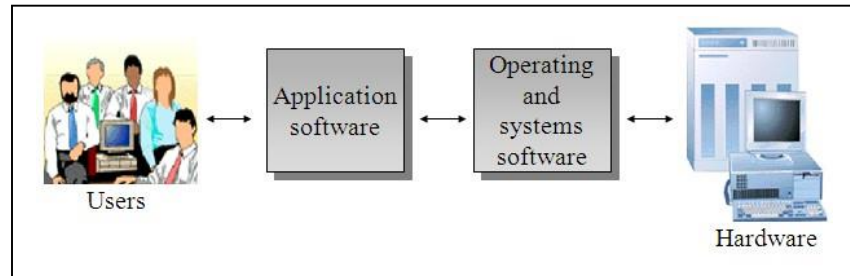 Users
Application
software
Operating
and
systems
software
Hardware